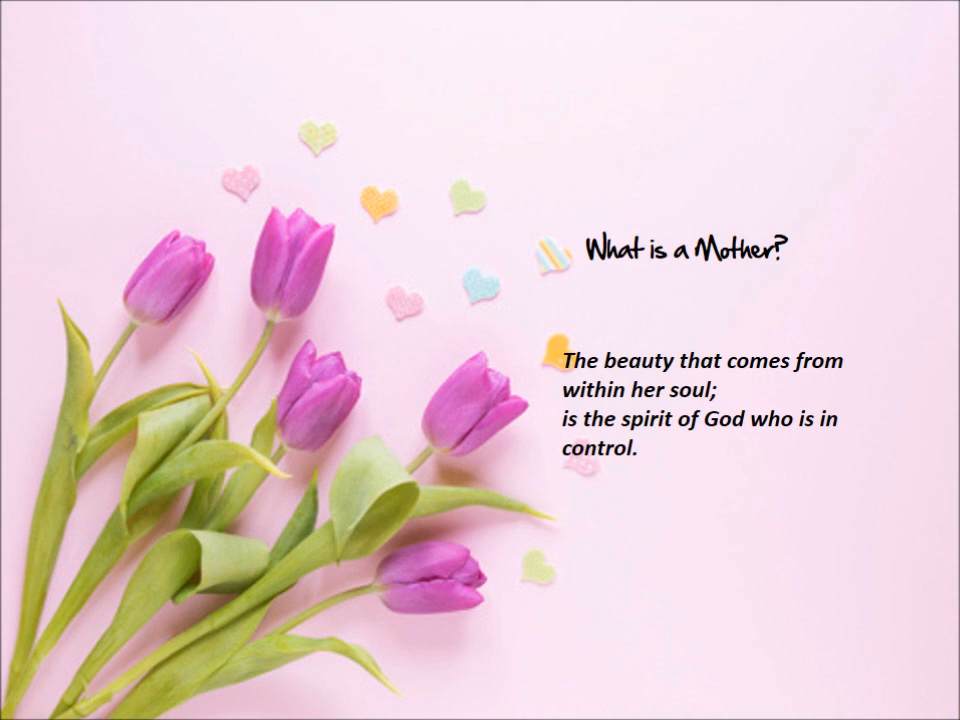 What is a Mother?
The beauty that comes from
within her soul;
is the spirit of God who is in
control.